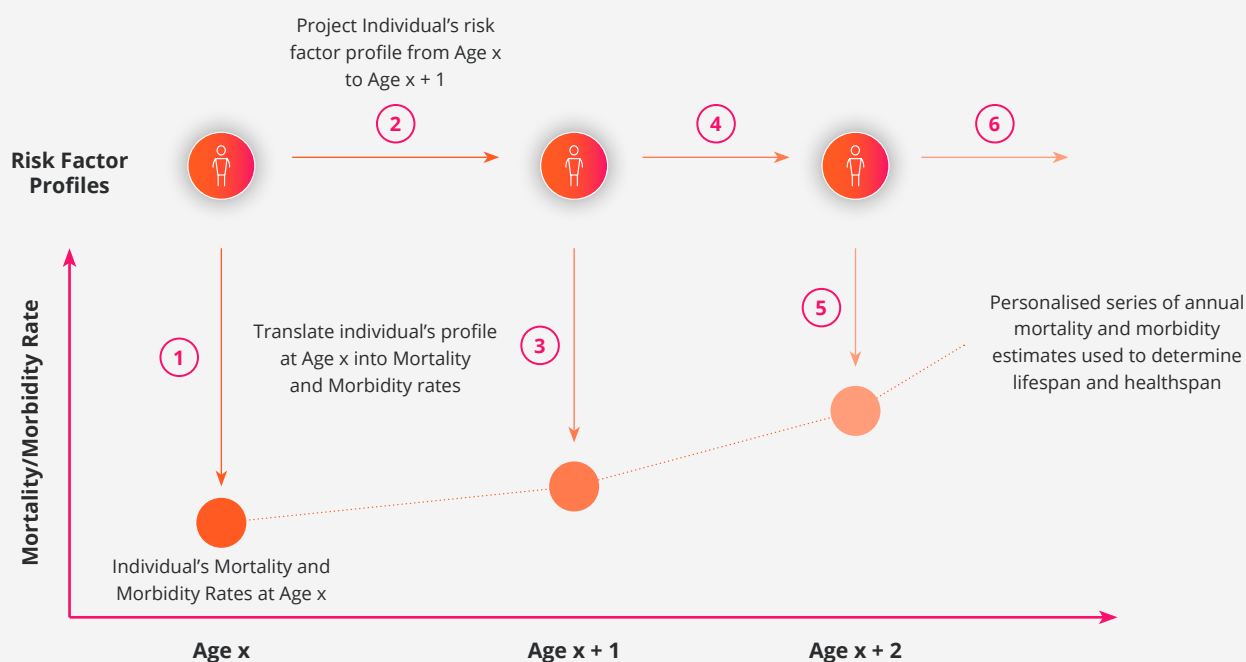 Project Individual's risk
factor profile from Age x
to Age x + 1
2
4
6
Risk Factor
Profiles
Mortality/Morbidity Rate
1
Translate individual's profile
at Age x into Mortality
and Morbidity rates
3
5
Personalised series of annual
mortality and morbidity
estimates used to determine
lifespan and healthspan
Individual's Mortality and
Morbidity Rates at Age x
Age x
Age x + 1
Age x + 2